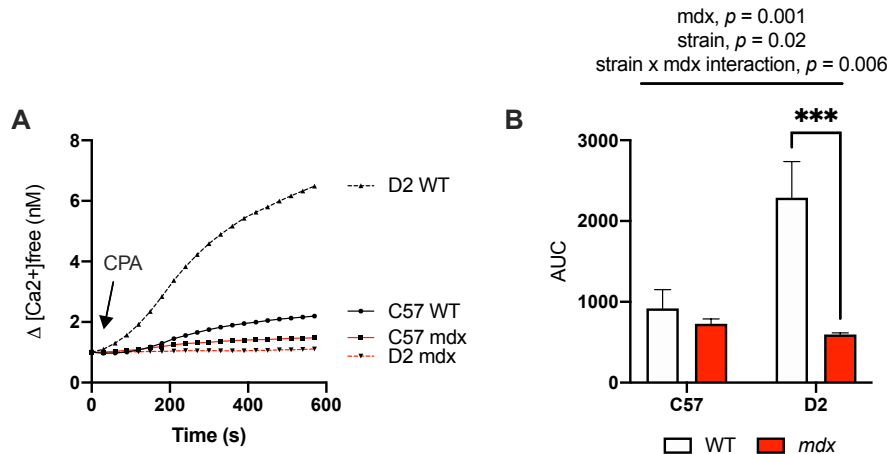 mdx, p = 0.001
strain, p = 0.02
strain x mdx interaction, p = 0.006
A
Δ [Ca2+]free (nM)
8
6
4
2
0
0
200
400
600
Time (s)
CPA
D2 WT
C57 WT
C57 mdx
D2 mdx
B
***
AUC
3000
2000
1000
0
C57
D2
WT
mdx